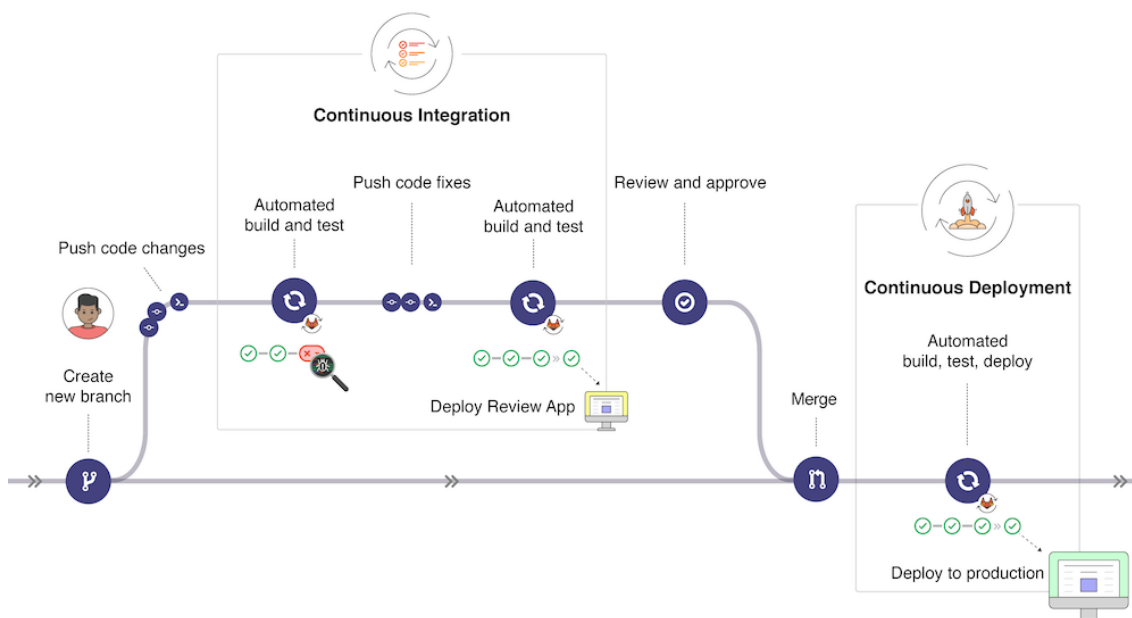 Continuous Integration
Push code fixes
Review and approve
Automated
build and test
Automated
build and test
Push code changes
Continuous Deployment
Create
new branch
Deploy Review App
Merge
Automated
build, test, deploy
Deploy to production